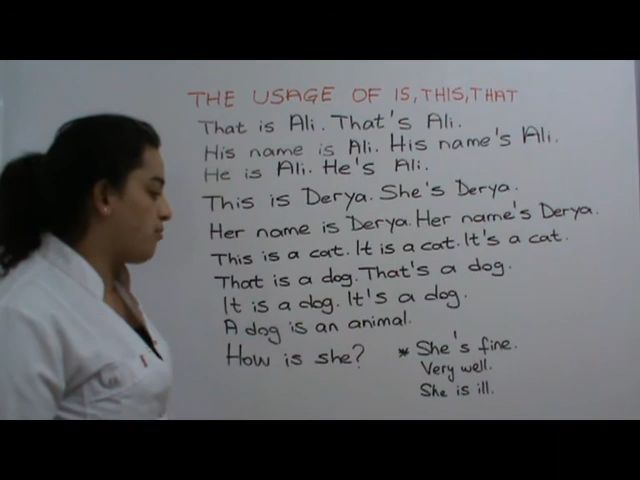 THE USAGE OF IS, THIS, THAT
That is Ali. That's Ali.
His name is Ali. His name's Ali.
He is Ali. He's Ali.
This is Derya. She's Derya.
Her name is Derya. Her name's Derya.
This is a cat. It is a cat. It's a cat.
That is a dog. That's a dog.
It is a dog. It's a dog.
A dog is an animal.
How is she? * She's fine.
Very well.
She is ill.